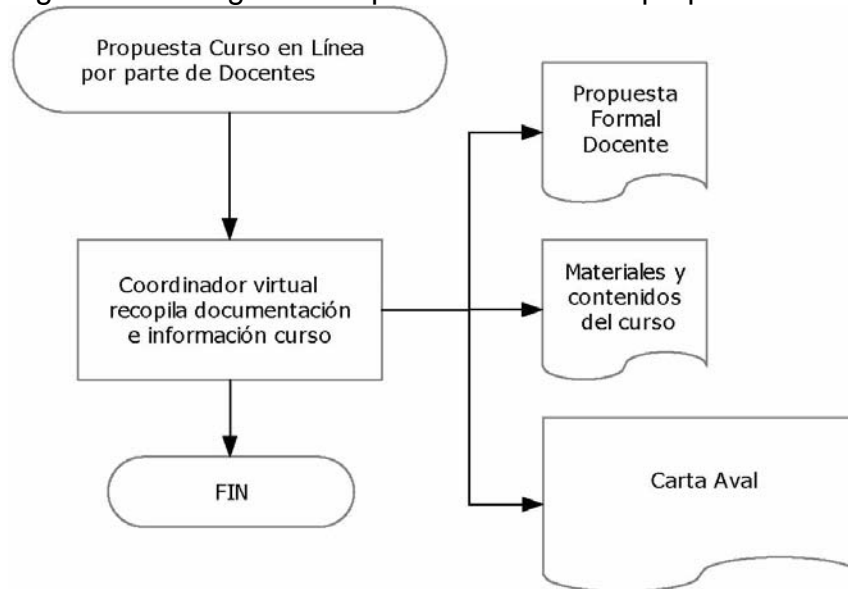 Propuesta Curso en Línea
por parte de Docentes
Propuesta
Formal
Docente
Coordinador virtual
recopila documentación
e información curso
Materiales y
contenidos
del curso
Carta Aval
FIN